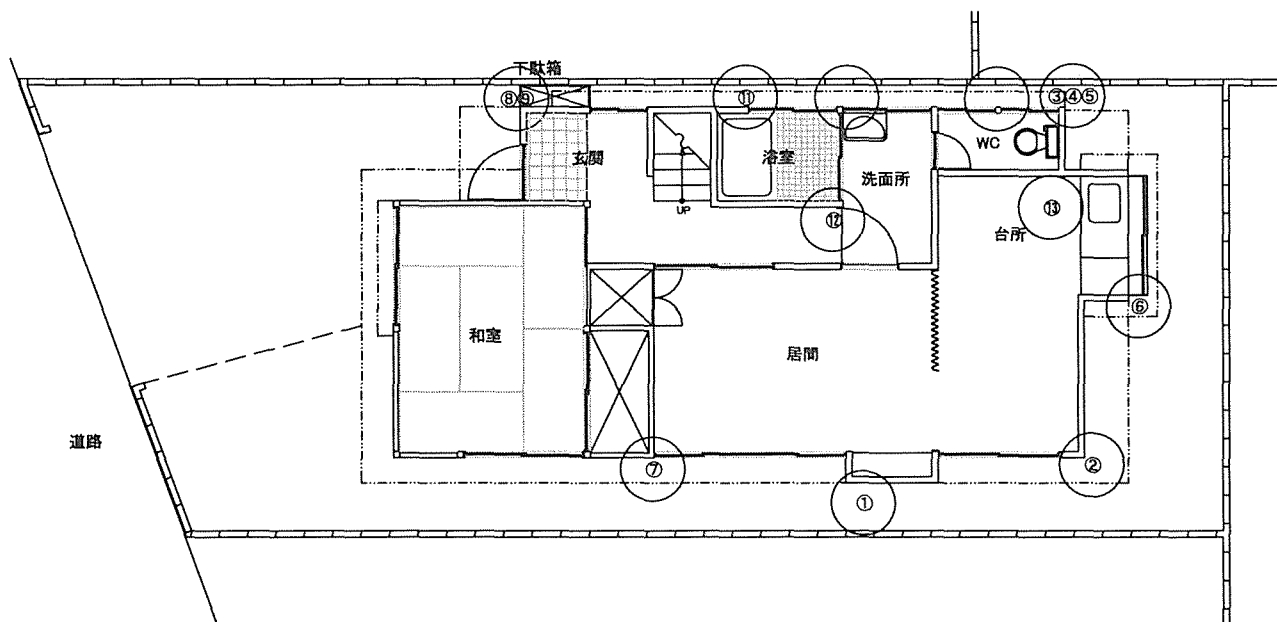 下駄箱
⑧⑨
⑪
③④⑤
玄関
浴室
WC
洗面所
UP
⑫
⑬
台所
和室
居間
⑥
道路
⑦
②
①